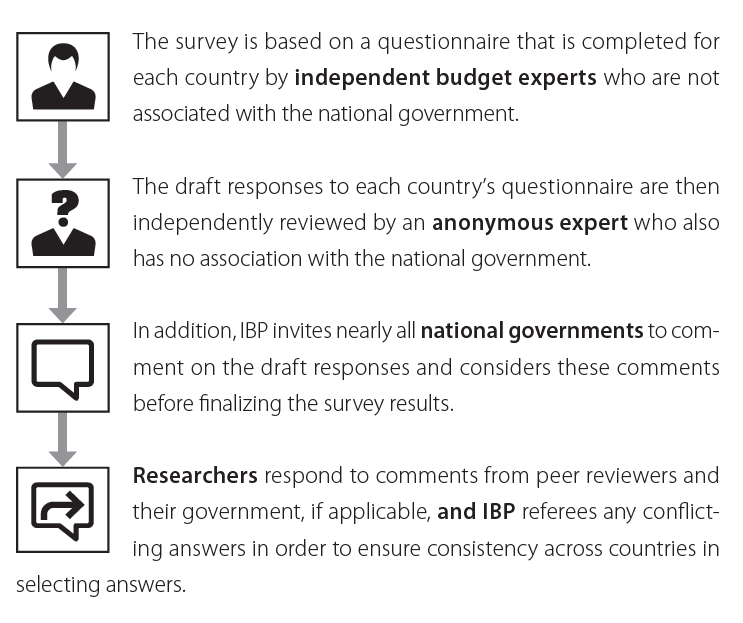 The survey is based on a questionnaire that is completed for
each country by independent budget experts who are not
associated with the national government.
?
The draft responses to each country’s questionnaire are then
independently reviewed by an anonymous expert who also
has no association with the national government.
In addition, IBP invites nearly all national governments to com-
ment on the draft responses and considers these comments
before finalizing the survey results.
Researchers respond to comments from peer reviewers and
their government, if applicable, and IBP referees any conflict-
ing answers in order to ensure consistency across countries in
selecting answers.